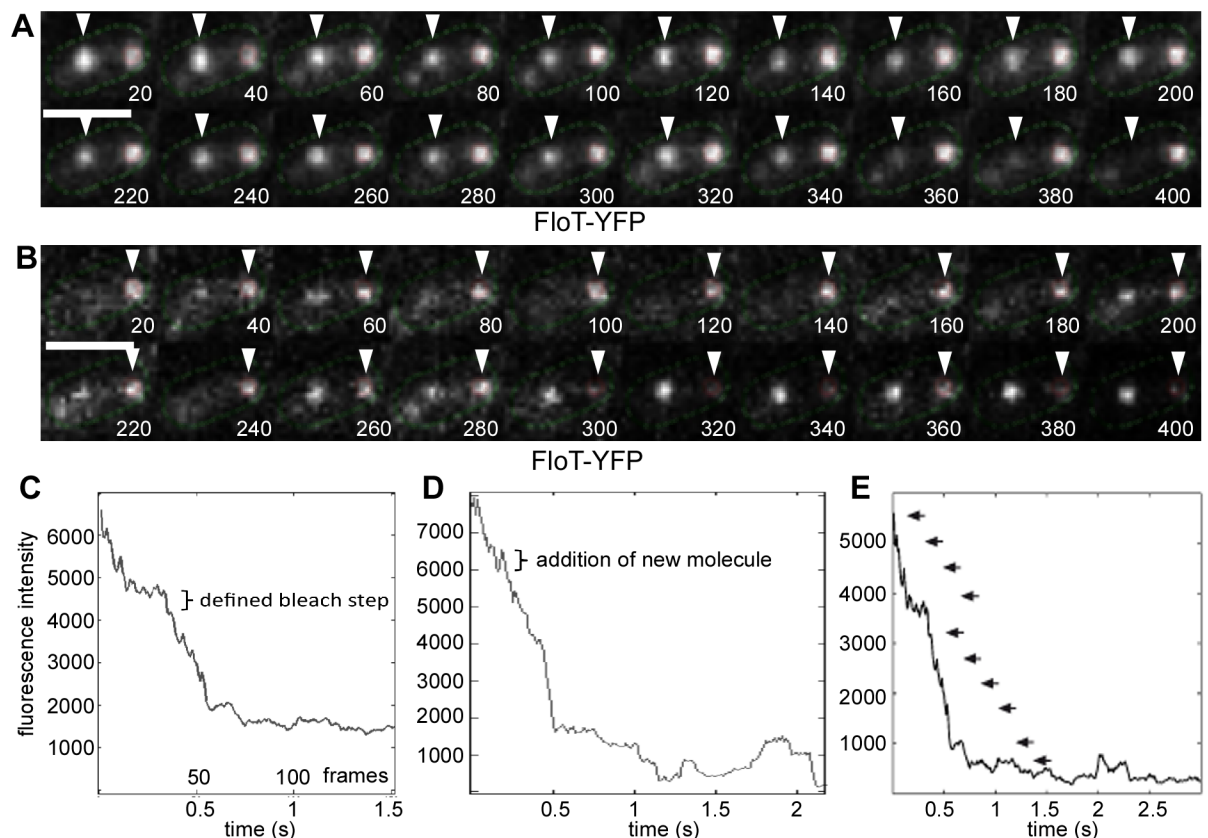 A
20 40 60 80 100 120 140 160 180 200
220 240 260 280 300 320 340 360 380 400
FloT-YFP
B
20 40 60 80 100 120 140 160 180 200
220 240 260 280 300 320 340 360 380 400
FloT-YFP
C
fluorescence intensity
6000
5000
4000
3000
2000
1000
} defined bleach step
50 100 frames
0.5 1 1.5
time (s)
D
7000
6000
5000
4000
3000
2000
1000
} addition of new molecule
0.5 1 1.5 2
time (s)
E
5000
4000
3000
2000
1000
0.5 1 1.5 2 2.5
time (s)